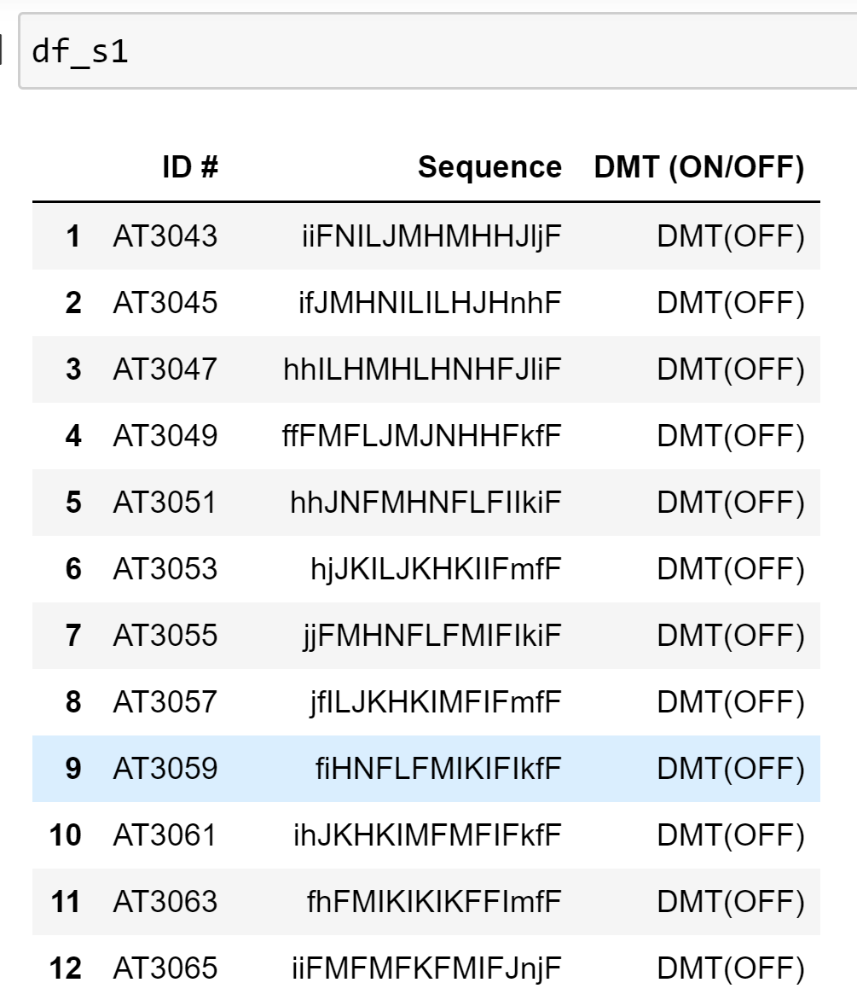 df_s1
ID # Sequence DMT (ON/OFF)
1 AT3043 iiFNILJMHMHHJljF DMT(OFF)
2 AT3045 ifJMHNILILHJHnhF DMT(OFF)
3 AT3047 hhILHMHLHNHFJliF DMT(OFF)
4 AT3049 ffFMFLJMJNHHFkfF DMT(OFF)
5 AT3051 hhJNFMHNFLFIIkiF DMT(OFF)
6 AT3053 hjJKILJKHKIIFmfF DMT(OFF)
7 AT3055 jjFMHNFLFMIFIkiF DMT(OFF)
8 AT3057 jfILJKHKIMFIFmfF DMT(OFF)
9 AT3059 fiHNFLFMIKIFIkfF DMT(OFF)
10 AT3061 ihJKHKIMFMFIFkfF DMT(OFF)
11 AT3063 fhFMIKIKIKFFImfF DMT(OFF)
12 AT3065 iiFMFMFKFMIFJnjF DMT(OFF)